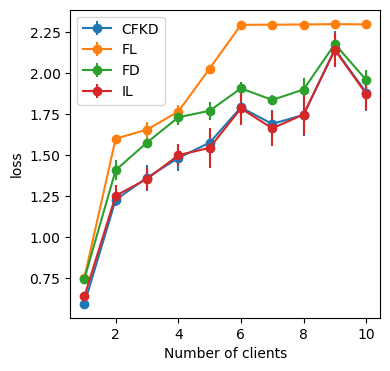 CFKD
FL
FD
IL
2.25
2.00
1.75
1.50
1.25
1.00
0.75
loss
2 4 6 8 10
Number of clients